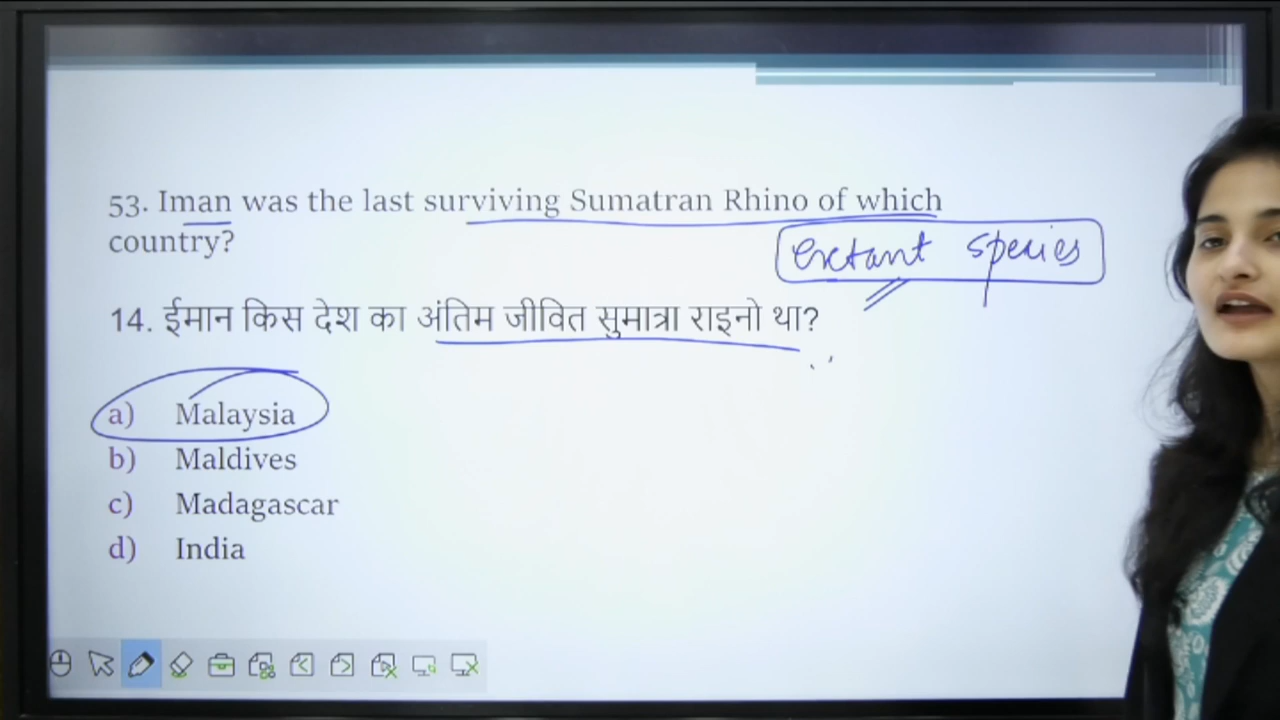 53. Iman was the last surviving Sumatran Rhino of which
country?
extant species
14. ईमान किस देश का अंतिम जीवित सुमात्रा राइनो था?
a) Malaysia
b) Maldives
c) Madagascar
d) India